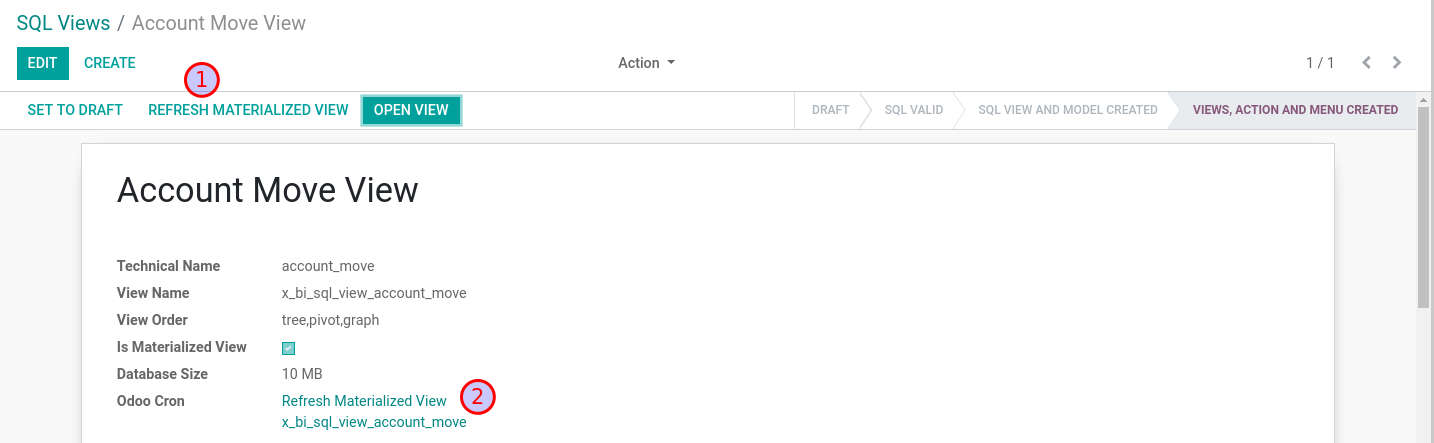 SQL Views / Account Move View
EDIT CREATE Action 1 / 1
1
SET TO DRAFT REFRESH MATERIALIZED VIEW OPEN VIEW DRAFT SQL VALID SQL VIEW AND MODEL CREATED VIEWS, ACTION AND MENU CREATED
Account Move View
Technical Name account_move
View Name x_bi_sql_view_account_move
View Order tree,pivot,graph
Is Materialized View
Database Size 10 MB
Odoo Cron Refresh Materialized View 2
x_bi_sql_view_account_move